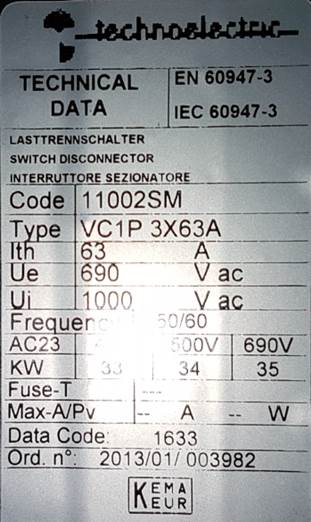 technoelectric
TECHNICAL DATA
EN 60947-3
IEC 60947-3
LASTTRENNSCHALTER
SWITCH DISCONNECTOR
INTERRUTTORE SEZIONATORE
Code 11002SM
Type VC1P 3X63A
Ith 63 A
Ue 690 V ac
Ui 1000 V ac
Frequenc 50/60
AC23 500V 690V
KW 33 34 35
Fuse-T ---
Max-A/Pv -- A -- W
Data Code: 1633
Ord. n°: 2013/01/ 003982
KEMA
KEUR